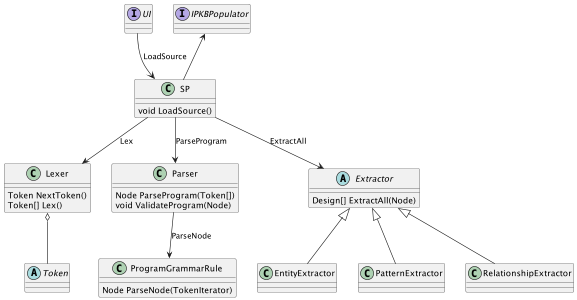 I UI
I IPKBPopulator
LoadSource
C SP
void LoadSource()
Lex
ParseProgram
ExtractAll
C Lexer
Token NextToken()
Token[] Lex()
C Parser
Node ParseProgram(Token[])
void ValidateProgram(Node)
A Extractor
Design[] ExtractAll(Node)
ParseNode
A Token
C ProgramGrammarRule
Node ParseNode(TokenIterator)
C EntityExtractor
C PatternExtractor
C RelationshipExtractor